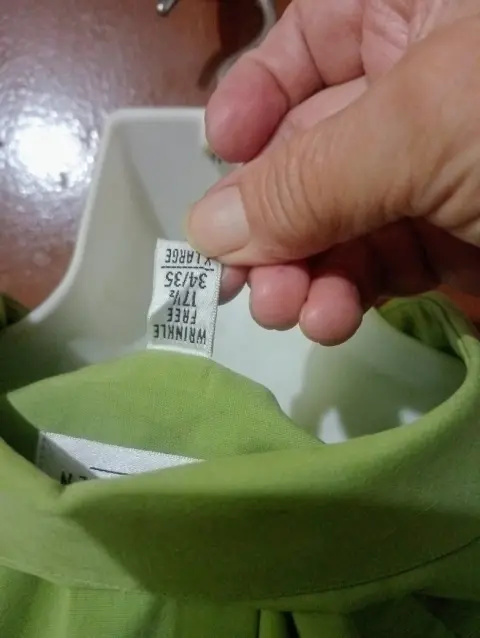 WRINKLE
FREE
17½
34/35
X LARGE